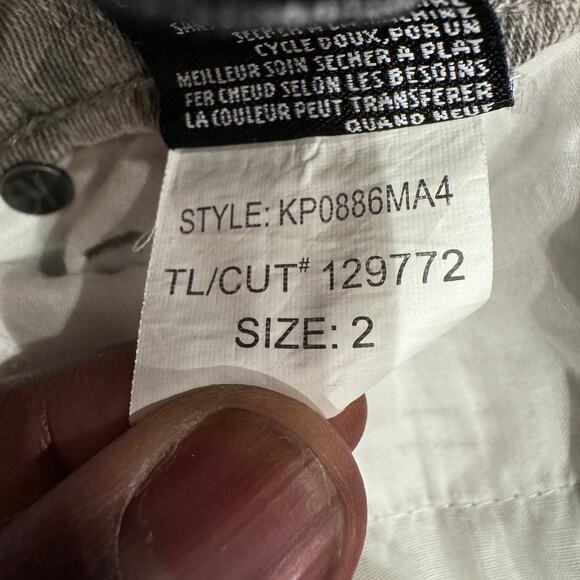 CYCLE DOUX, POR UN
MEILLEUR SOIN SECHER A PLAT
FER CHEUD SELON LES BESOINS
LA COULEUR PEUT TRANSFERER
QUAND NEUF
STYLE: KP0886MA4
TL/CUT# 129772
SIZE: 2